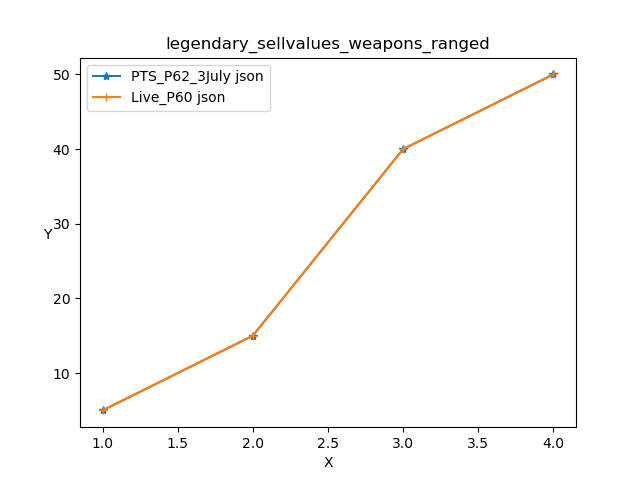 legendary_sellvalues_weapons_ranged
PTS_P62_3July json
Live_P60 json
50
40
30
20
10
Y
1.0 1.5 2.0 2.5 3.0 3.5 4.0
X